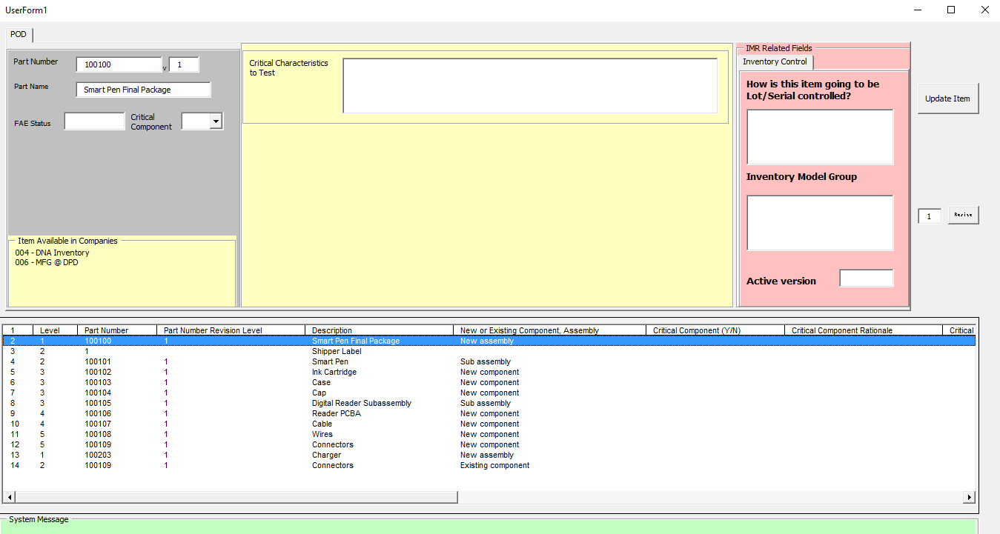 UserForm1
POD
Part Number 100100 v 1
Part Name Smart Pen Final Package
FAE Status Critical Component
Item Available in Companies
004 - DNA Inventory
006 - MFG @ DPD
Critical Characteristics
to Test
IMR Related Fields
Inventory Control
How is this item going to be
Lot/Serial controlled?
Inventory Model Group
Active version
Update Item
1
1 Level Part Number Part Number Revision Level Description New or Existing Component, Assembly Critical Component (Y/N) Critical Component Rationale Critical
2 1 100100 1 Smart Pen Final Package New assembly
3 2 1 Shipper Label
4 2 100101 1 Smart Pen Sub assembly
5 3 100102 1 Ink Cartridge New component
6 3 100103 1 Case New component
7 3 100104 1 Cap New component
8 3 100105 1 Digital Reader Subassembly Sub assembly
9 4 100106 1 Reader PCBA New component
10 4 100107 1 Cable New component
11 5 100108 1 Wires New component
12 5 100109 1 Connectors New component
13 1 100203 1 Charger New assembly
14 2 100109 1 Connectors Existing component
System Message